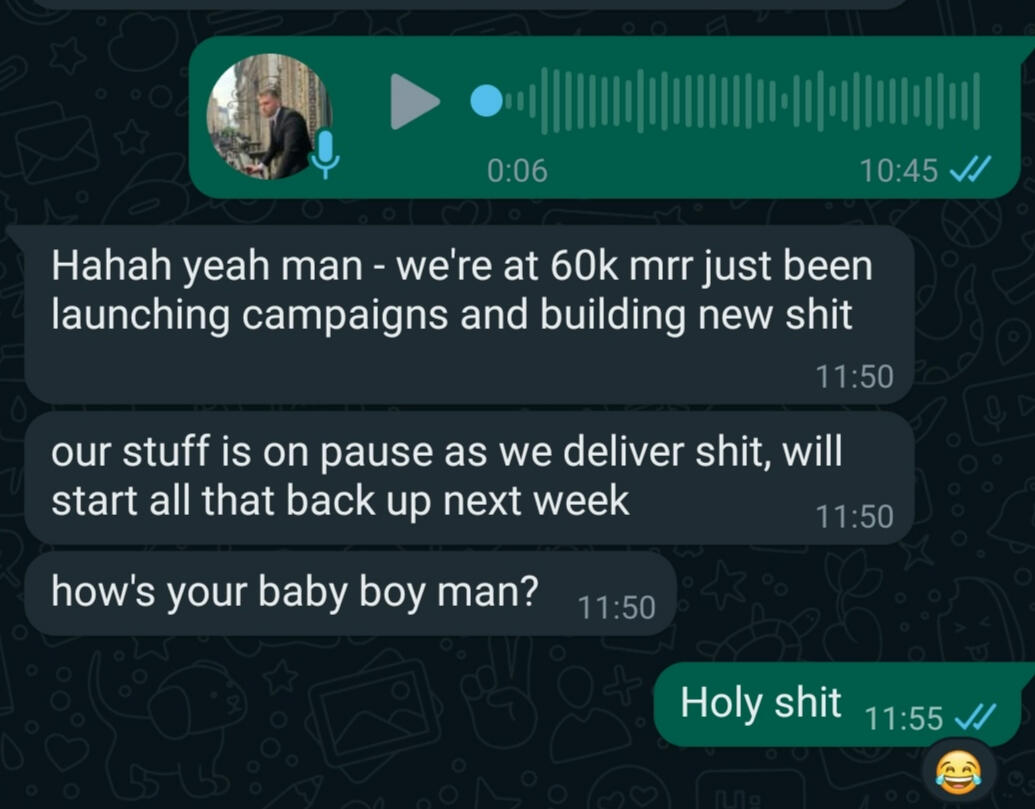 0:06 10:45
Hahah yeah man - we're at 60k mrr just been
launching campaigns and building new shit
11:50
our stuff is on pause as we deliver shit, will
start all that back up next week 11:50
how's your baby boy man? 11:50
Holy shit 11:55